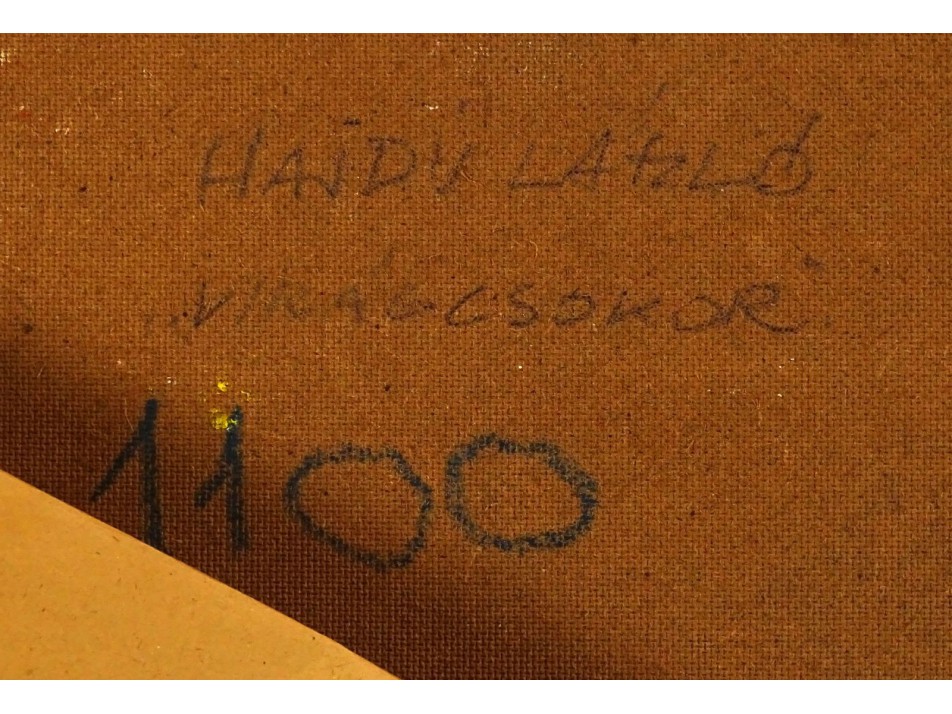 HAJDÚ LÁSZLÓ
„VIRÁGCSOKOR"
1100